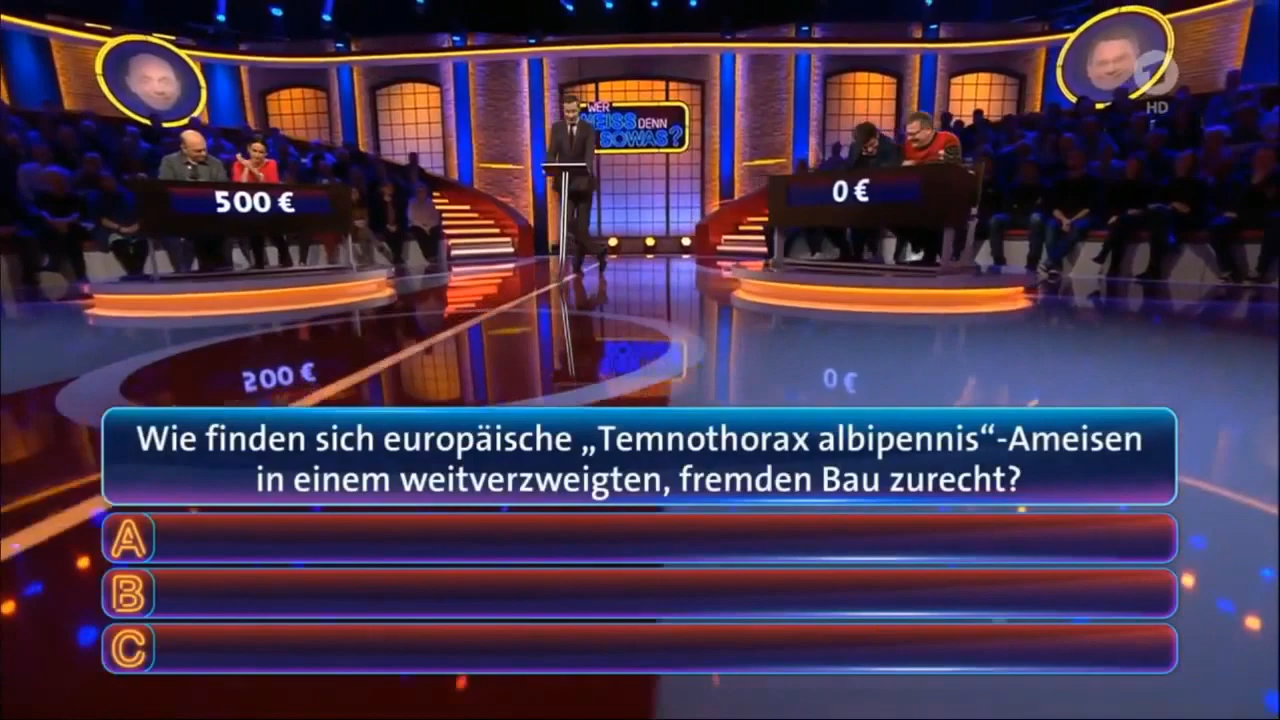 1
HD
WER
WEISS DENN
SOWAS?
500 €
0 €
200 €
0 €
Wie finden sich europäische „Temnothorax albipennis“-Ameisen
in einem weitverzweigten, fremden Bau zurecht?
A
B
C